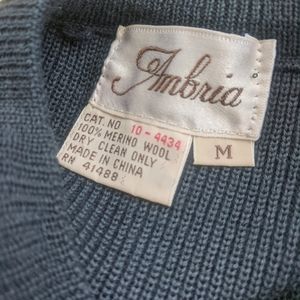 Ambria
CAT. NO 10-4434
100% MERINO WOOL
DRY CLEAN ONLY
MADE IN CHINA
RN 41488
M